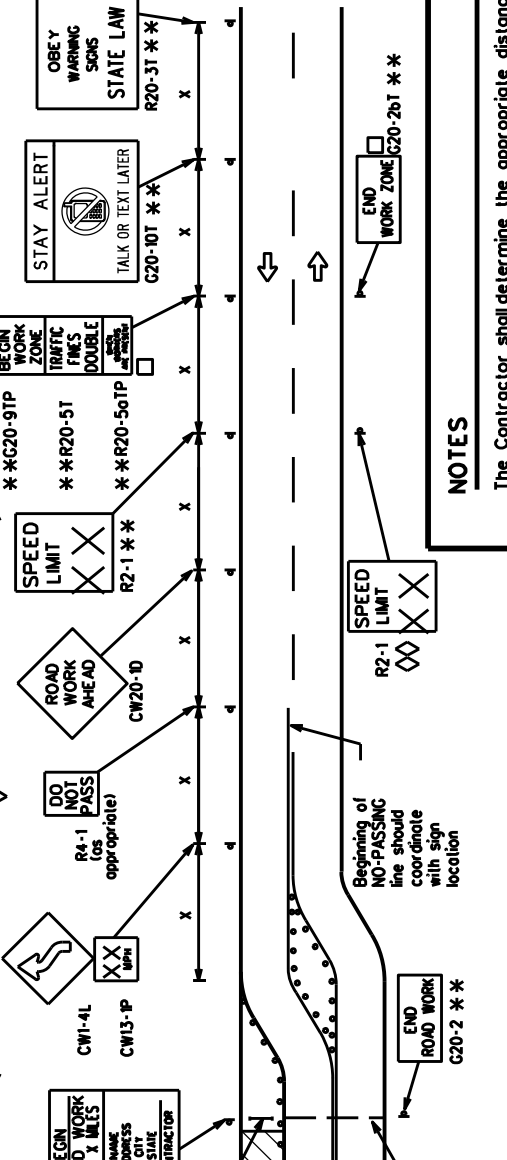 OBEY
WARNING
SIGNS
STATE LAW
R20-3T **
STAY ALERT
TALK OR TEXT LATER
G20-10T **
BEGIN
WORK
ZONE
TRAFFIC
FINES
DOUBLE
**G20-9TP
**R20-5T
**R20-5aTP
SPEED
LIMIT
XX
R2-1 **
ROAD
WORK
AHEAD
CW20-1D
DO
NOT
PASS
R4-1
(as
appropriate)
XX
MPH
CW1-4L
CW13-1P
X MILES
NAME
ADDRESS
CITY
STATE
CONTRACTOR
x
x
x
x
x
x
x
G20-2bT **
END
WORK ZONE
SPEED
LIMIT
XX
R2-1
Beginning of
NO-PASSING
line should
coordinate
with sign
location
END
ROAD WORK
G20-2 **
NOTES
The Contractor shall determine the appropriate distanc